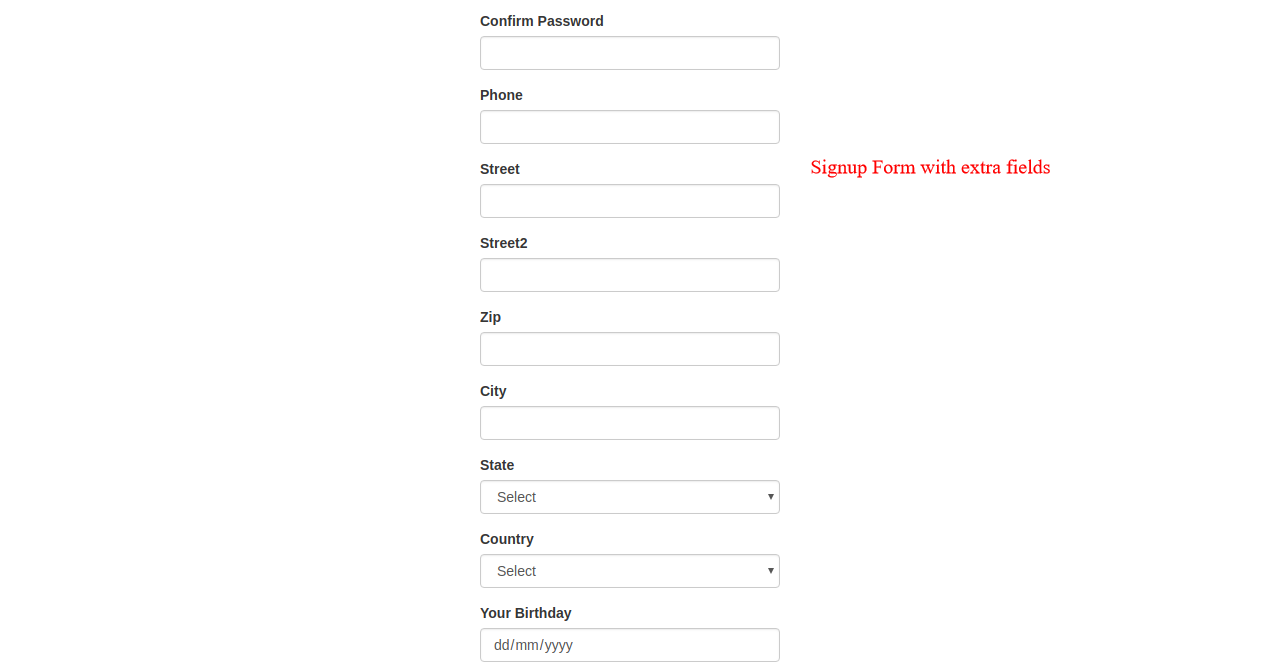 Confirm Password
Phone
Street
Signup Form with extra fields
Street2
Zip
City
State
Select
Country
Select
Your Birthday
dd/mm/yyyy